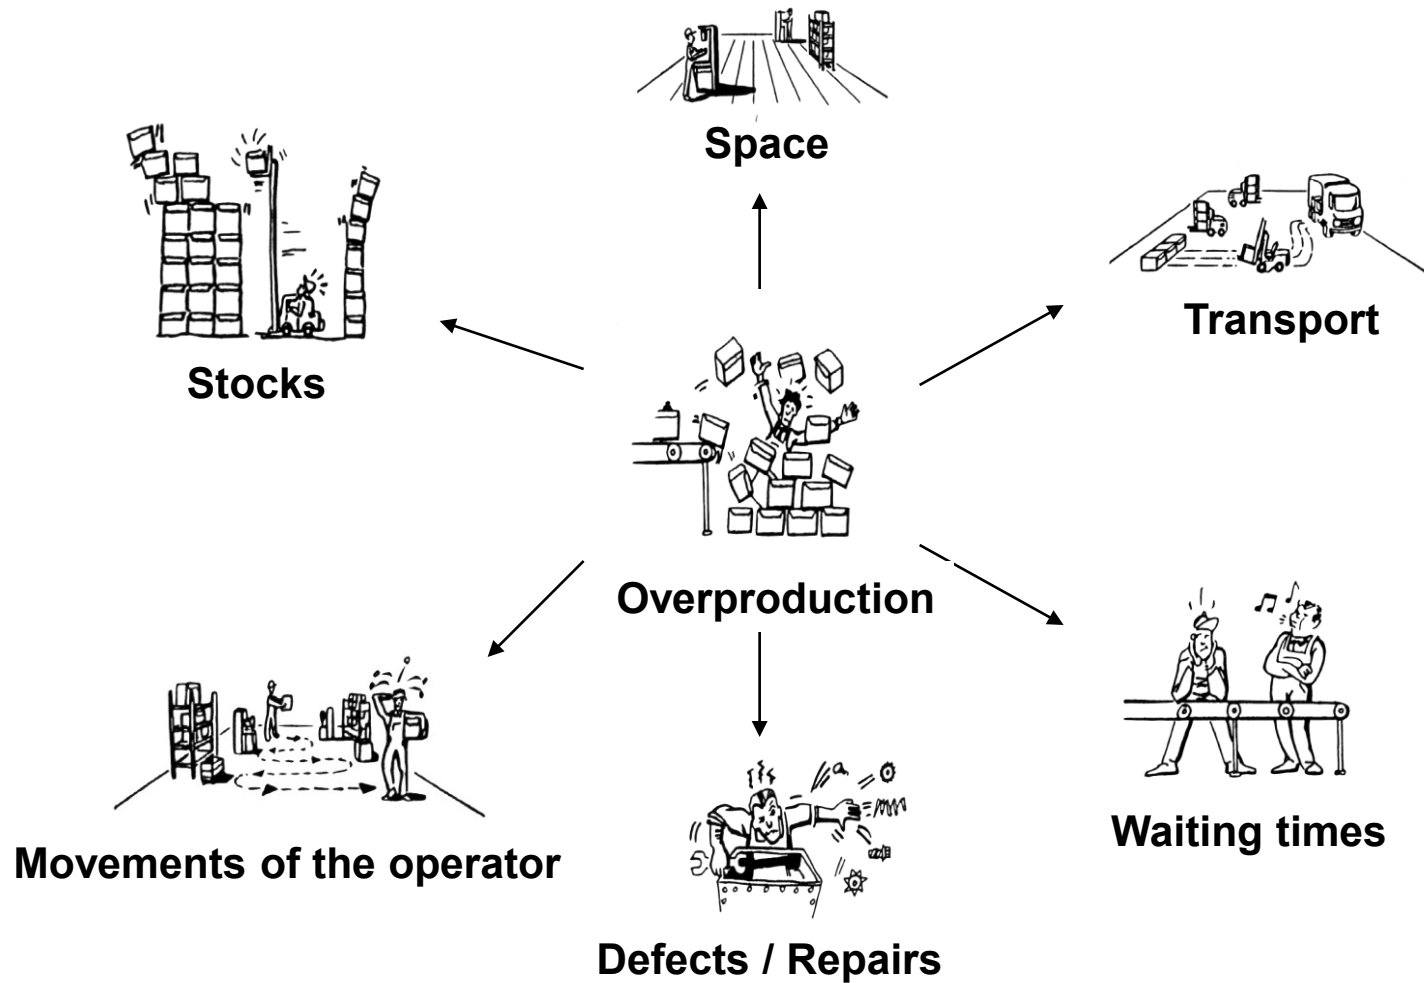 Space
Transport
Stocks
Overproduction
Waiting times
Movements of the operator
Defects / Repairs